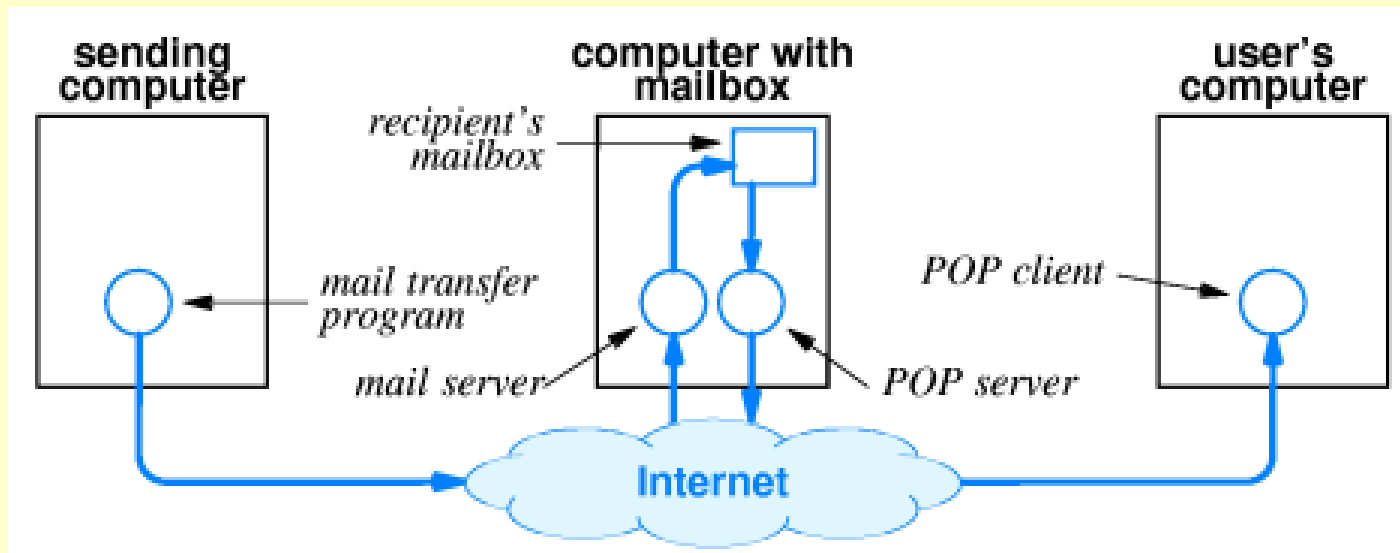 sending
computer
computer with
mailbox
user's
computer
recipient's
mailbox
mail transfer
program
mail server
POP server
POP client
Internet